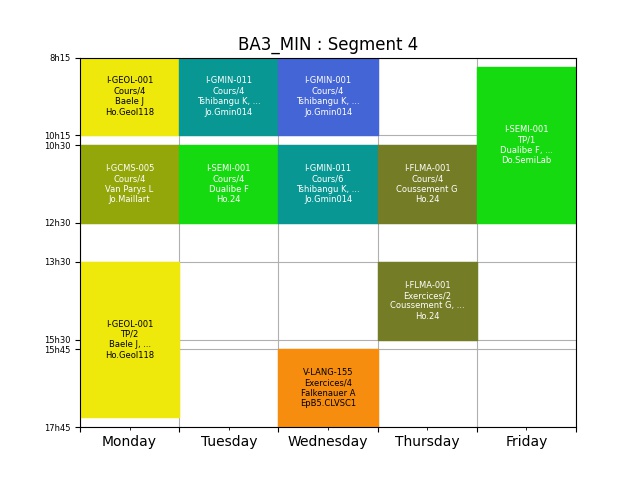 BA3_MIN : Segment 4
8h15
10h15
10h30
12h30
13h30
15h30
15h45
17h45
I-GEOL-001
Cours/4
Baele J
Ho.Geol118
I-GMIN-011
Cours/4
Tshibangu K, ...
Jo.Gmin014
I-GMIN-001
Cours/4
Tshibangu K, ...
Jo.Gmin014
I-SEMI-001
TP/1
Dualibe F, ...
Do.SemiLab
I-GCMS-005
Cours/4
Van Parys L
Jo.Maillart
I-SEMI-001
Cours/4
Dualibe F
Ho.24
I-GMIN-011
Cours/6
Tshibangu K, ...
Jo.Gmin014
I-FLMA-001
Cours/4
Coussement G
Ho.24
I-GEOL-001
TP/2
Baele J, ...
Ho.Geol118
I-FLMA-001
Exercices/2
Coussement G, ...
Ho.24
V-LANG-155
Exercices/4
Falkenauer A
EpB5.CLVSC1
Monday
Tuesday
Wednesday
Thursday
Friday